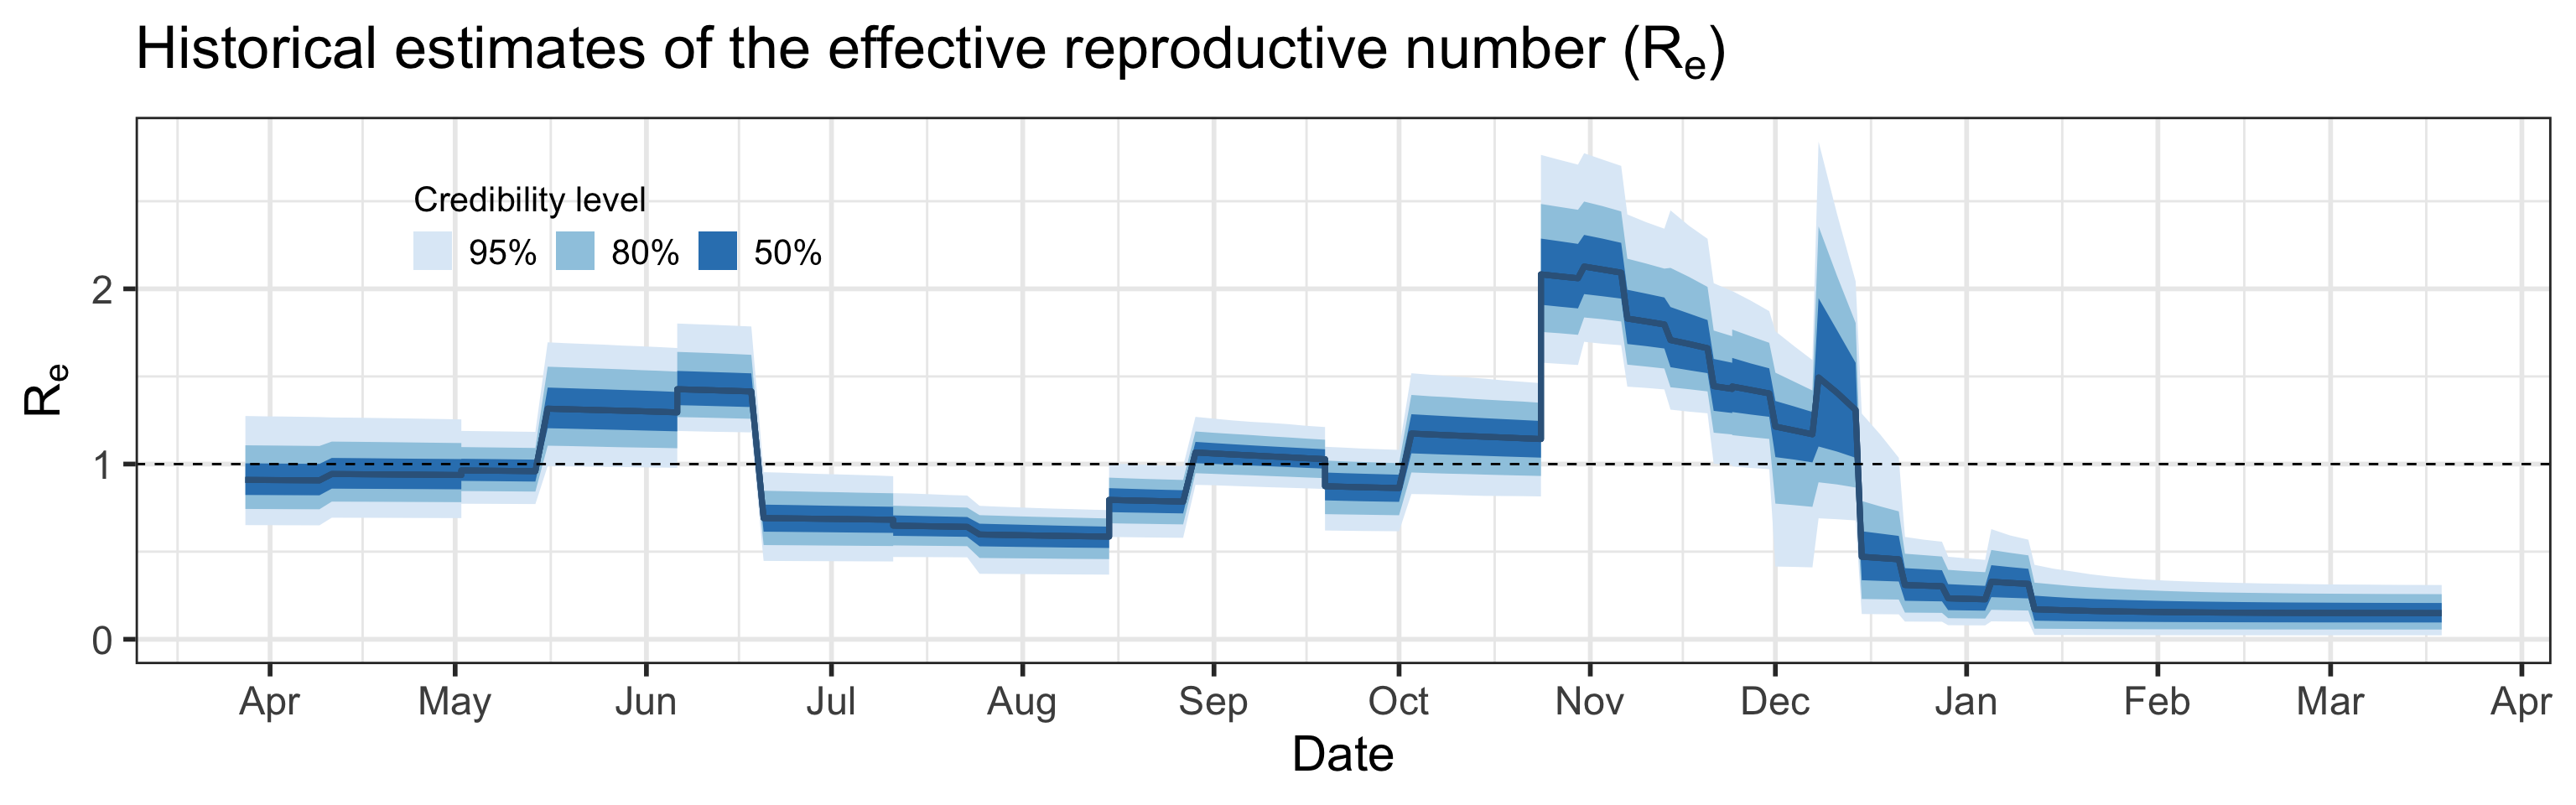 Historical estimates of the effective reproductive number (Re)
Credibility level
95% 80% 50%
Re
2
1
0
Apr May Jun Jul Aug Sep Oct Nov Dec Jan Feb Mar Apr
Date